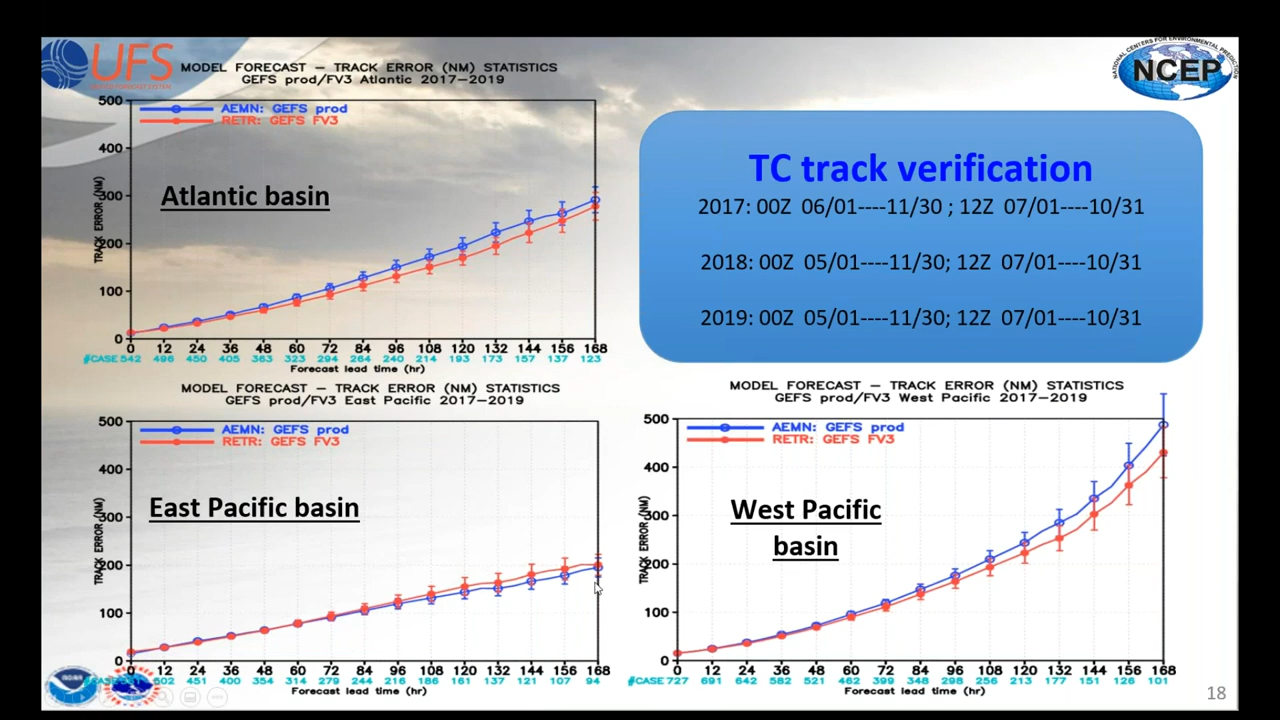 UFS
MODEL FORECAST – TRACK ERROR (NM) STATISTICS
GEFS prod/FV3 Atlantic 2017–2019
AEMN: GEFS prod
RETR: GEFS FV3
Atlantic basin
TRACK ERROR (NM)
500
400
300
200
100
0
0 12 24 36 48 60 72 84 96 108 120 132 144 156 168
#CASE 542 496 450 405 363 323 294 264 240 214 193 173 157 137 123
Forecast lead time (hr)
NATIONAL CENTERS FOR ENVIRONMENTAL PREDICTION
NCEP
TC track verification
2017: 00Z 06/01----11/30 ; 12Z 07/01----10/31
2018: 00Z 05/01----11/30; 12Z 07/01----10/31
2019: 00Z 05/01----11/30; 12Z 07/01----10/31
MODEL FORECAST – TRACK ERROR (NM) STATISTICS
GEFS prod/FV3 East Pacific 2017–2019
AEMN: GEFS prod
RETR: GEFS FV3
East Pacific basin
TRACK ERROR (NM)
500
400
300
200
100
0
0 12 24 36 48 60 72 84 96 108 120 132 144 156 168
502 451 400 354 314 279 244 216 186 161 137 121 107 94
Forecast lead time (hr)
MODEL FORECAST – TRACK ERROR (NM) STATISTICS
GEFS prod/FV3 West Pacific 2017–2019
AEMN: GEFS prod
RETR: GEFS FV3
West Pacific
basin
TRACK ERROR (NM)
500
400
300
200
100
0
0 12 24 36 48 60 72 84 96 108 120 132 144 156 168
#CASE 727 691 642 582 521 462 399 348 298 256 213 177 151 126 101
Forecast lead time (hr)
18